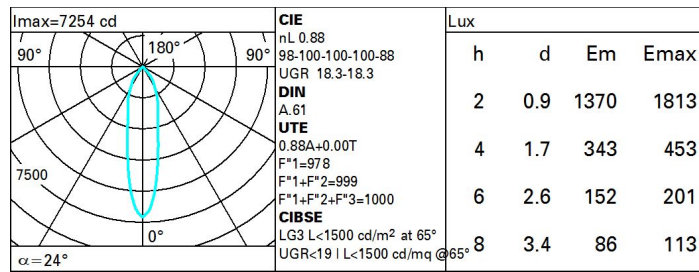 Imax=7254 cd
90° 180° 90°
7500
0°
α=24°
CIE
nL 0.88
98-100-100-100-88
UGR 18.3-18.3
DIN
A.61
UTE
0.88A+0.00T
F"1=978
F"1+F"2=999
F"1+F"2+F"3=1000
CIBSE
LG3 L<1500 cd/m² at 65°
UGR<19 | L<1500 cd/mq @65°
Lux
h d Em Emax
2 0.9 1370 1813
4 1.7 343 453
6 2.6 152 201
8 3.4 86 113